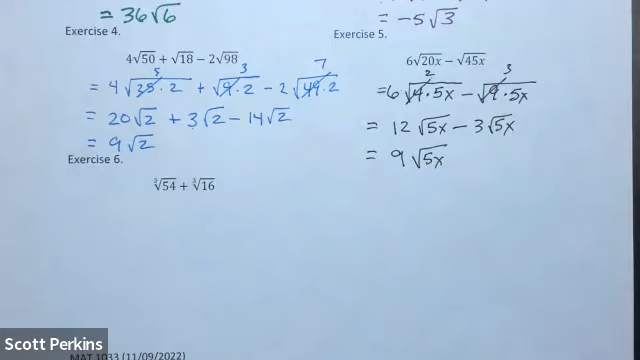 = 36√6
= -5√3
Exercise 4.
4√50 + √18 − 2√98
= 4√25·2 + √9·2 − 2√49·2
5 3 7
= 20√2 + 3√2 − 14√2
= 9√2
Exercise 5.
6√20x − √45x
2 3
= 6√4·5x − √9·5x
= 12√5x − 3√5x
= 9√5x
Exercise 6.
∛54 + ∛16
Scott Perkins
MAT 1033 (11/09/2022)